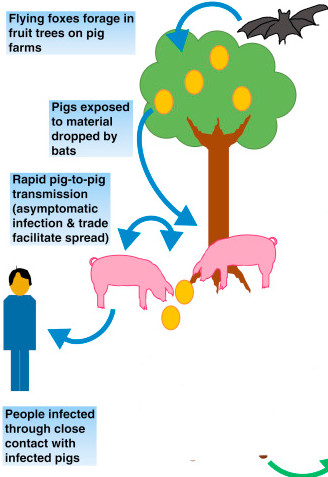 Flying foxes forage in
fruit trees on pig
farms
Pigs exposed
to material
dropped by
bats
Rapid pig-to-pig
transmission
(asymptomatic
infection & trade
facilitate spread)
People infected
through close
contact with
infected pigs